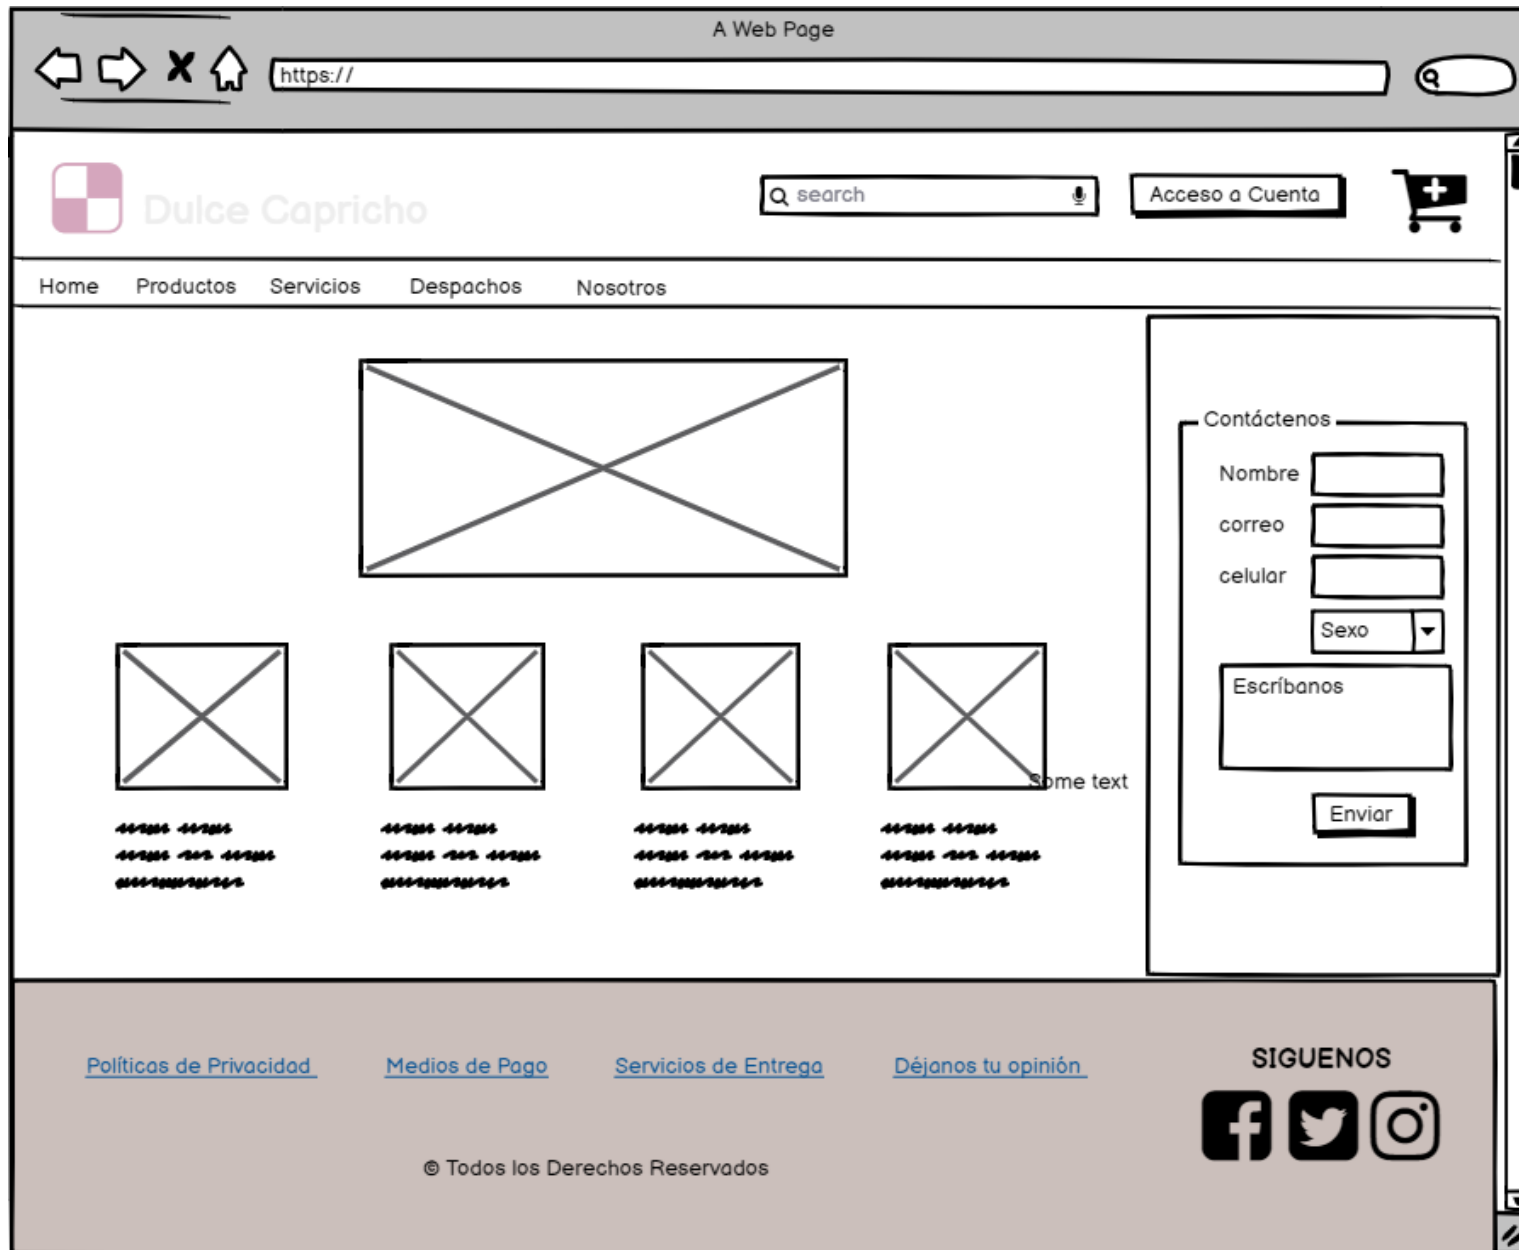 A Web Page
https://
Dulce Capricho
search
Acceso a Cuenta
Home Productos Servicios Despachos Nosotros
Contáctenos
Nombre
correo
celular
Sexo
Escríbanos
Some text
Enviar
Políticas de Privacidad Medios de Pago Servicios de Entrega Déjanos tu opinión
SIGUENOS
© Todos los Derechos Reservados